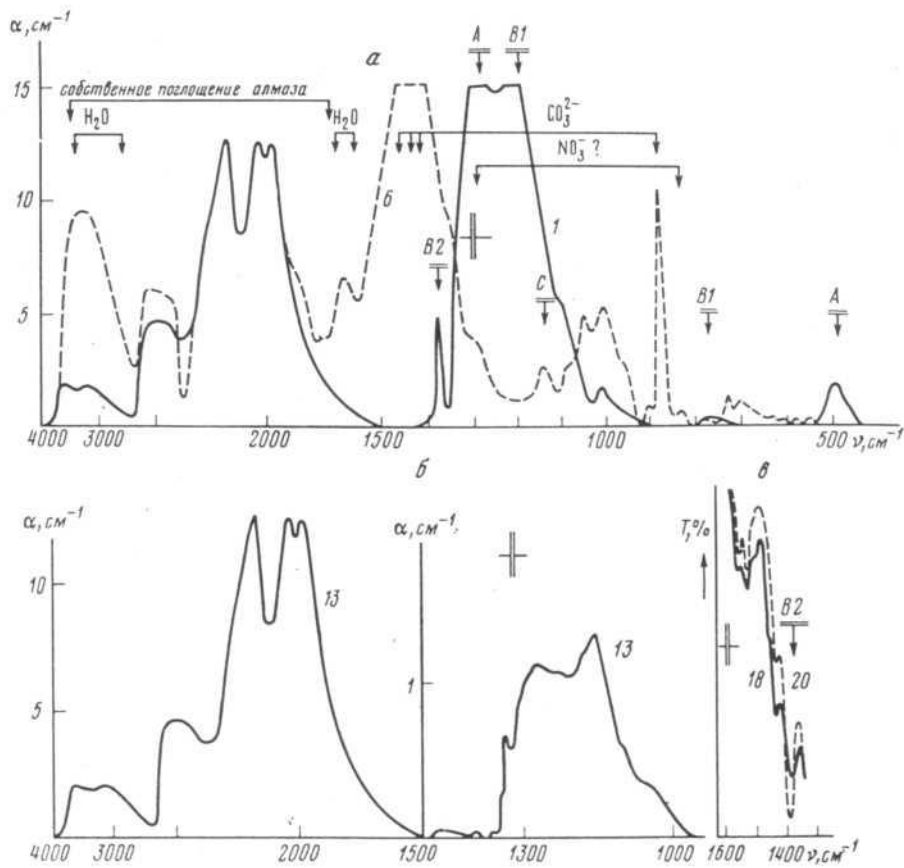 α, см⁻¹
а
A B1
15
собственное поглощение алмаза
H₂O H₂O CO₃²⁻
NO₃⁻ ?
10
6 1
B2 C B1 A
5
4000 3000 2000 1500 1000 500 ν, см⁻¹
б в
α, см⁻¹ α, см⁻¹ T, %
10
13 13
B2
1
18 20
5
4000 3000 2000 1500 1300 1000 1600 1400 ν, см⁻¹